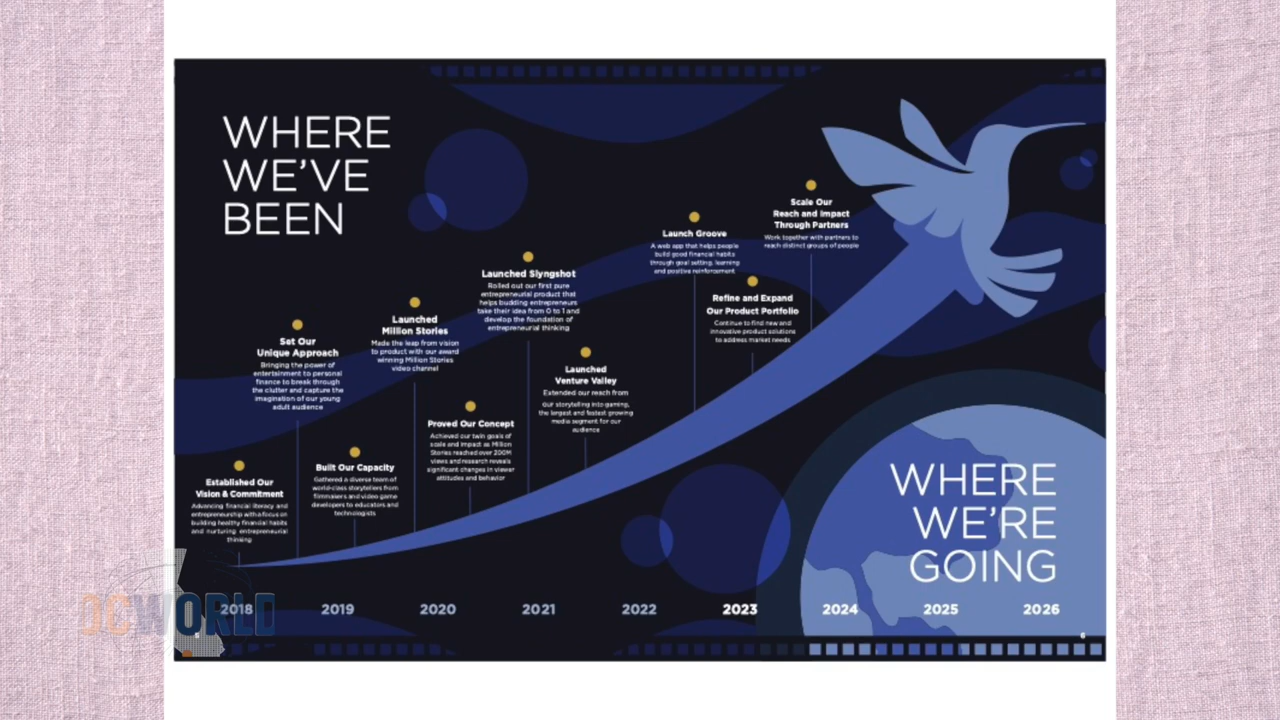 WHERE
WE'VE
BEEN
Established Our
Vision & Commitment
Advancing financial literacy and
entrepreneurship with a focus on
building healthy financial habits
and nurturing entrepreneurial
thinking
Set Our
Unique Approach
Bringing the power of
entertainment to personal
finance to break through
the clutter and capture the
imagination of our young
adult audience
Built Our Capacity
Gathered a diverse team of
world-class storytellers from
filmmakers and video game
developers to educators and
technologists
Launched
Million Stories
Made the leap from vision
to product with our award
winning Million Stories
video channel
Proved Our Concept
Achieved our twin goals of
scale and impact as Million
Stories reached over 200M
views and research reveals
significant changes in viewer
attitudes and behavior
Launched Slyngshot
Rolled out our first pure
entrepreneurial product that
helps budding entrepreneurs
take their idea from 0 to 1 and
develop the foundation of
entrepreneurial thinking
Launched
Venture Valley
Extended our reach from
our storytelling into gaming,
the largest and fastest growing
media segment for our
audience
Launch Groove
A web app that helps people
build good financial habits
through goal setting, learning
and positive reinforcement
Refine and Expand
Our Product Portfolio
Continue to find new and
innovative product solutions
to address market needs
Scale Our
Reach and Impact
Through Partners
Work together with partners to
reach distinct groups of people
WHERE
WE'RE
GOING
2018 2019 2020 2021 2022 2023 2024 2025 2026
6
DCWORLD